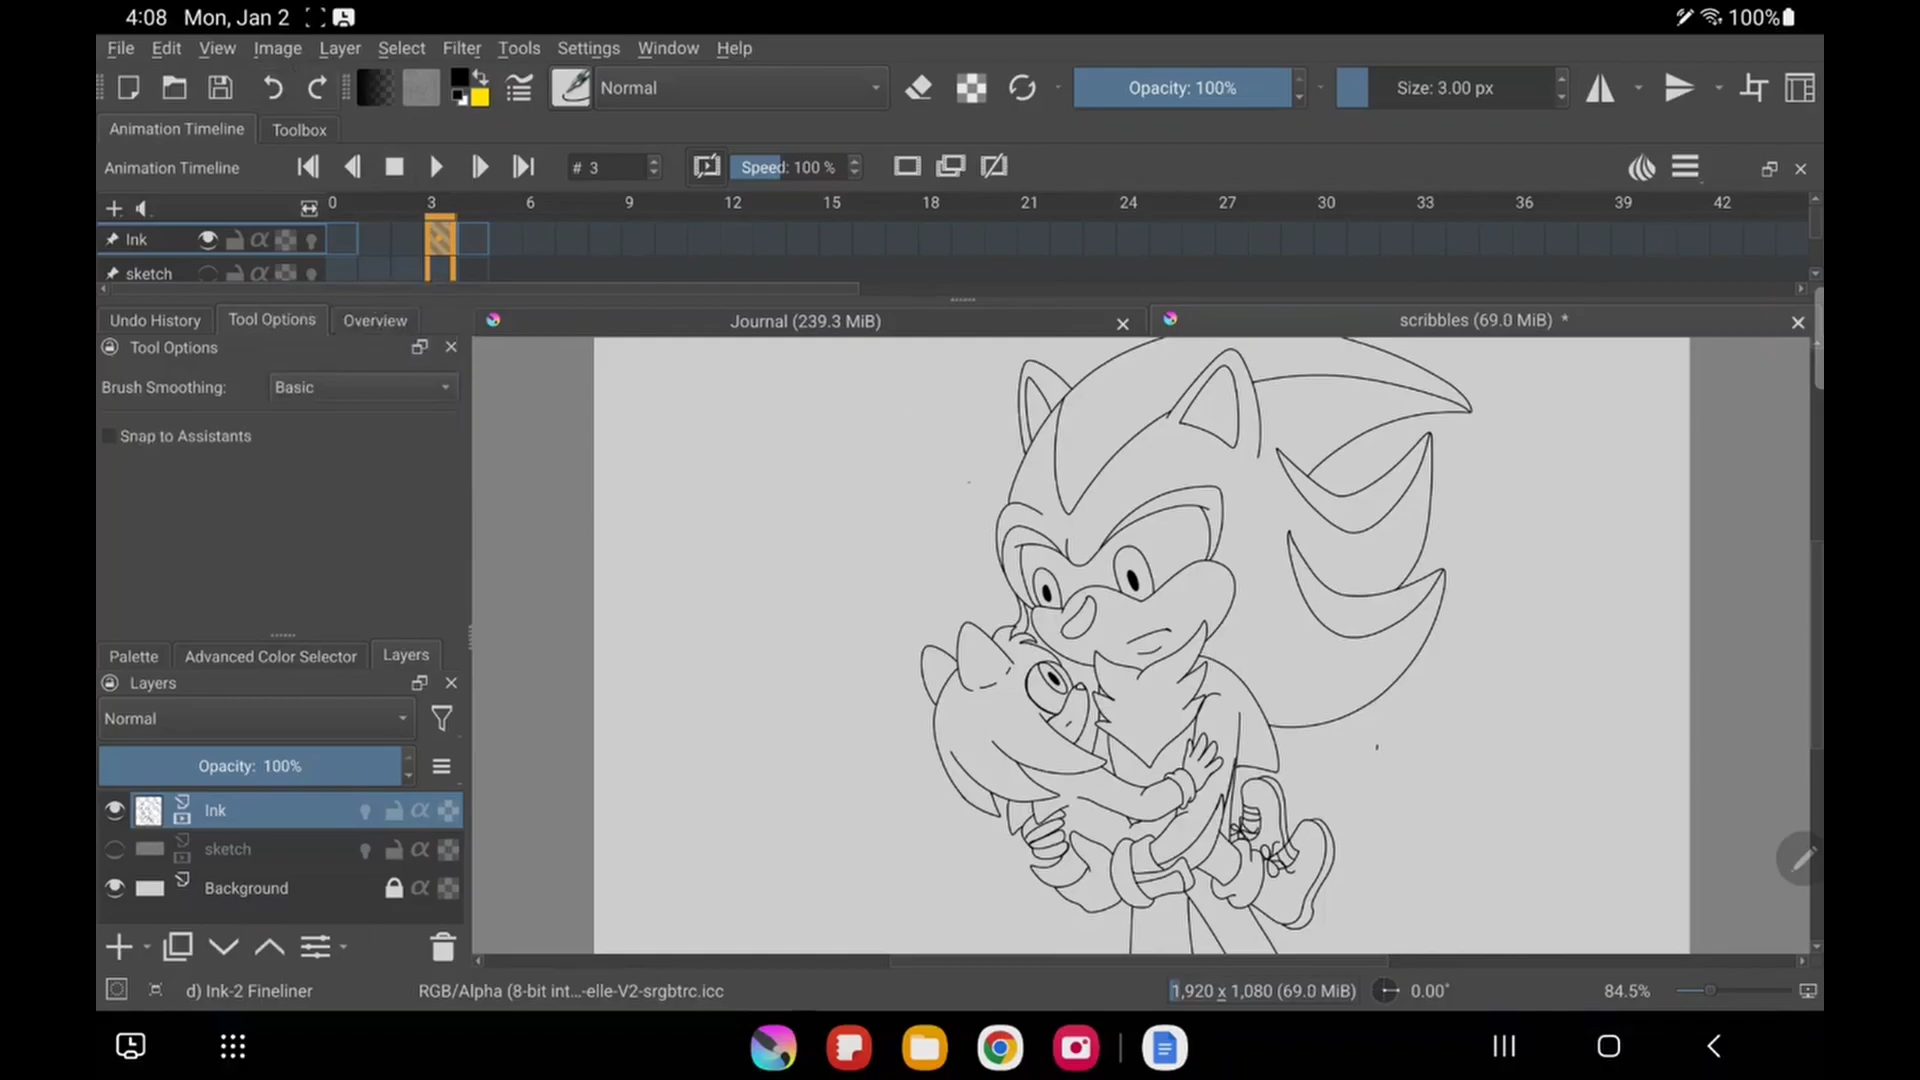 4:08 Mon, Jan 2 100%
File Edit View Image Layer Select Filter Tools Settings Window Help
Normal Opacity: 100% Size: 3.00 px
Animation Timeline Toolbox
Animation Timeline # 3 Speed: 100 %
0 3 6 9 12 15 18 21 24 27 30 33 36 39 42
Ink
sketch
Undo History Tool Options Overview Journal (239.3 MiB) scribbles (69.0 MiB) *
Tool Options
Brush Smoothing: Basic
Snap to Assistants
Palette Advanced Color Selector Layers
Layers
Normal
Opacity: 100%
Ink
sketch
Background
d) Ink-2 Fineliner RGB/Alpha (8-bit int...-elle-V2-srgbtrc.icc 1,920 x 1,080 (69.0 MiB) 0.00° 84.5%